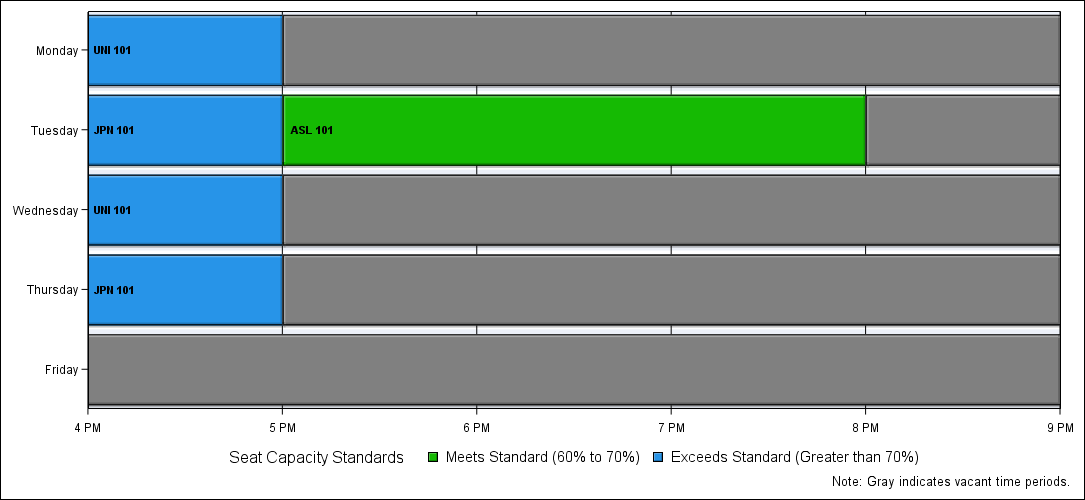 Monday UNI 101
Tuesday JPN 101 ASL 101
Wednesday UNI 101
Thursday JPN 101
Friday
4 PM 5 PM 6 PM 7 PM 8 PM 9 PM
Seat Capacity Standards Meets Standard (60% to 70%) Exceeds Standard (Greater than 70%)
Note: Gray indicates vacant time periods.